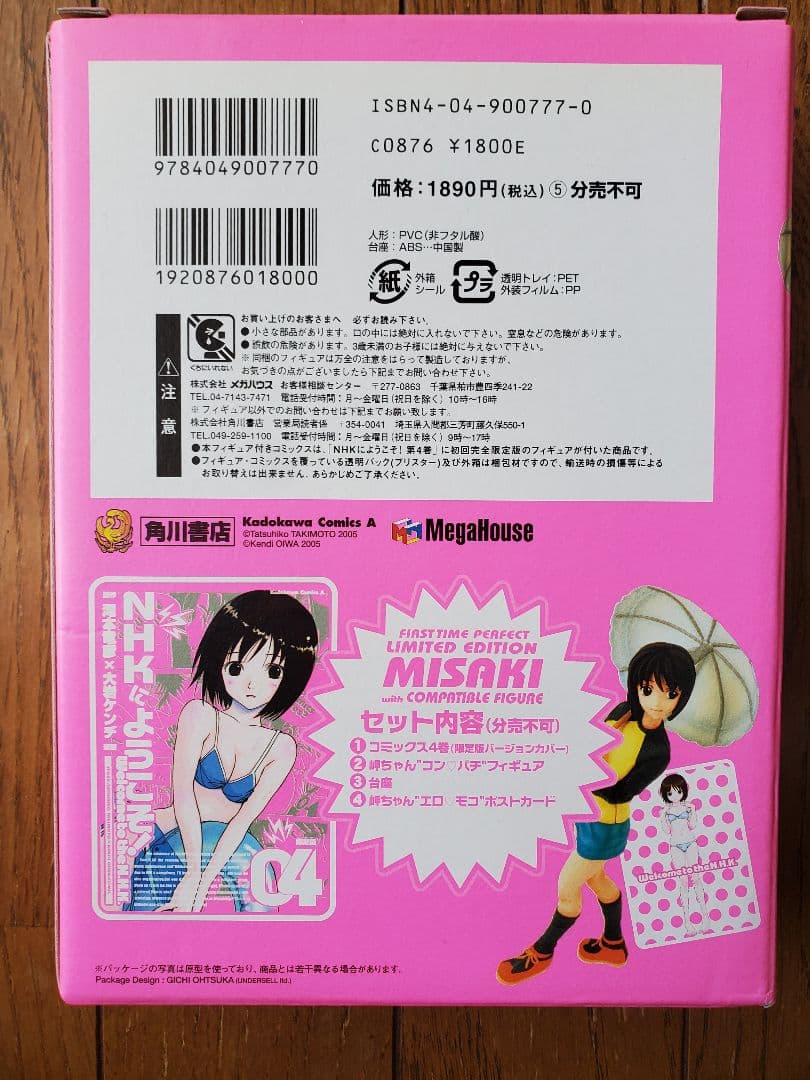 ISBN4-04-900777-0
9784049007770
C0876 ¥1800E
価格：1890円(税込)⑤分売不可
1920876018000
人形：PVC(非フタル酸)
台座：ABS…中国製
紙
外箱
シール
プラ
透明トレイ：PET
外装フィルム：PP
注意
くちにいれない
お買い上げのお客さまへ 必ずお読み下さい。
●小さな部品があります。口の中には絶対に入れないで下さい。窒息などの危険があります。
●誤飲の危険があります。3歳未満のお子様には絶対に与えないで下さい。
※同梱のフィギュアは万全の注意をはらって製造しておりますが、
お気づきの点がございましたら下記までお問い合わせ下さい。
株式会社 メガハウス お客様相談センター 〒277-0863 千葉県柏市豊四季241-22
TEL.04-7143-7471 電話受付時間：月〜金曜日(祝日を除く)10時〜16時
※フィギュア以外でのお問い合わせは下記までお願い致します。
株式会社角川書店 営業局読者係 〒354-0041 埼玉県入間郡三芳町藤久保550-1
TEL.049-259-1100 電話受付時間：月〜金曜日(祝日を除く)9時〜17時
●本フィギュア付きコミックスは、「NHKにようこそ! 第4巻」に初回完全限定版のフィギュアが付いた商品です。
●フィギュア・コミックスを覆っている透明パック(ブリスター)及び外箱は梱包材ですので、輸送時の損傷等による
お取り替えは出来ません。あらかじめご了承ください!
角川書店
Kadokawa Comics A
©Tatsuhiko TAKIMOTO 2005
©Kendi OIWA 2005
MegaHouse
Kadokawa Comics A
NHKにようこそ!
滝本竜彦×大岩ケンヂ
Welcome to the N.H.K.
限定版
04
FIRST TIME PERFECT
LIMITED EDITION
MISAKI
with COMPATIBLE FIGURE
セット内容(分売不可)
①コミックス4巻(限定版バージョンカバー)
②岬ちゃん"コン♡パチ"フィギュア
③台座
④岬ちゃん"エロ♡モコ"ポストカード
Welcome to the N.H.K.
※パッケージの写真は原型を使っており、商品とは若干異なる場合があります。
Package Design : GICHI OHTSUKA (UNDERSELL ltd.)